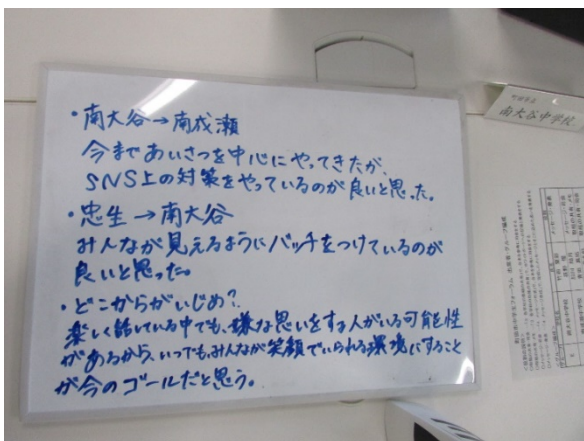 ・南大谷→南成瀬
今まであいさつを中心にやってきたが、
SNS上の対策をやっているのが良いと思った。
・忠生→南大谷
みんなが見えるようにバッチをつけているのが
良いと思った。
・どこからがいじめ?
楽しく話している中でも、嫌な思いをする人がいる可能性
があるから、いつでもみんなが笑顔でいられる環境にすること
が今のゴールだと思う。
南大谷中学校